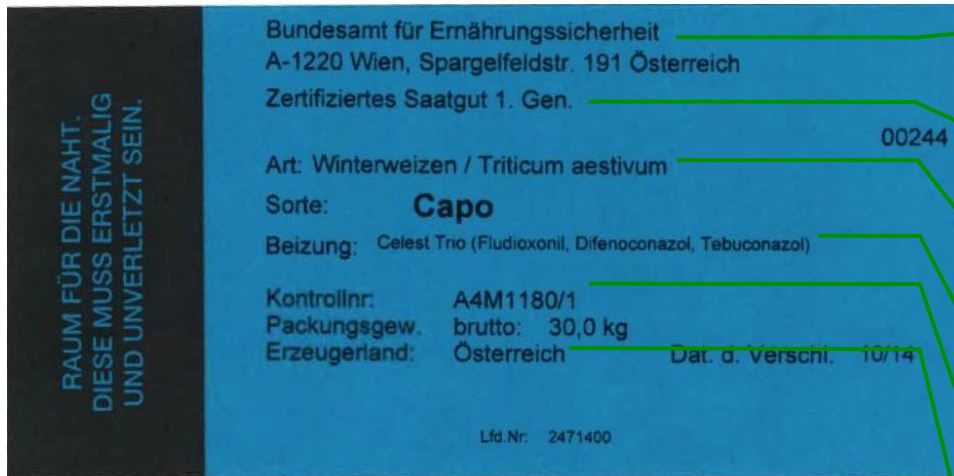 RAUM FÜR DIE NAHT.
DIESE MUSS ERSTMALIG
UND UNVERLETZT SEIN.
Bundesamt für Ernährungssicherheit
A-1220 Wien, Spargelfeldstr. 191 Österreich
Zertifiziertes Saatgut 1. Gen.
00244
Art: Winterweizen / Triticum aestivum
Sorte: Capo
Beizung: Celest Trio (Fludioxonil, Difenoconazol, Tebuconazol)
Kontrollnr: A4M1180/1
Packungsgew. brutto: 30,0 kg
Erzeugerland: Österreich Dat. d. Verschl. 10/14
Lfd.Nr: 2471400